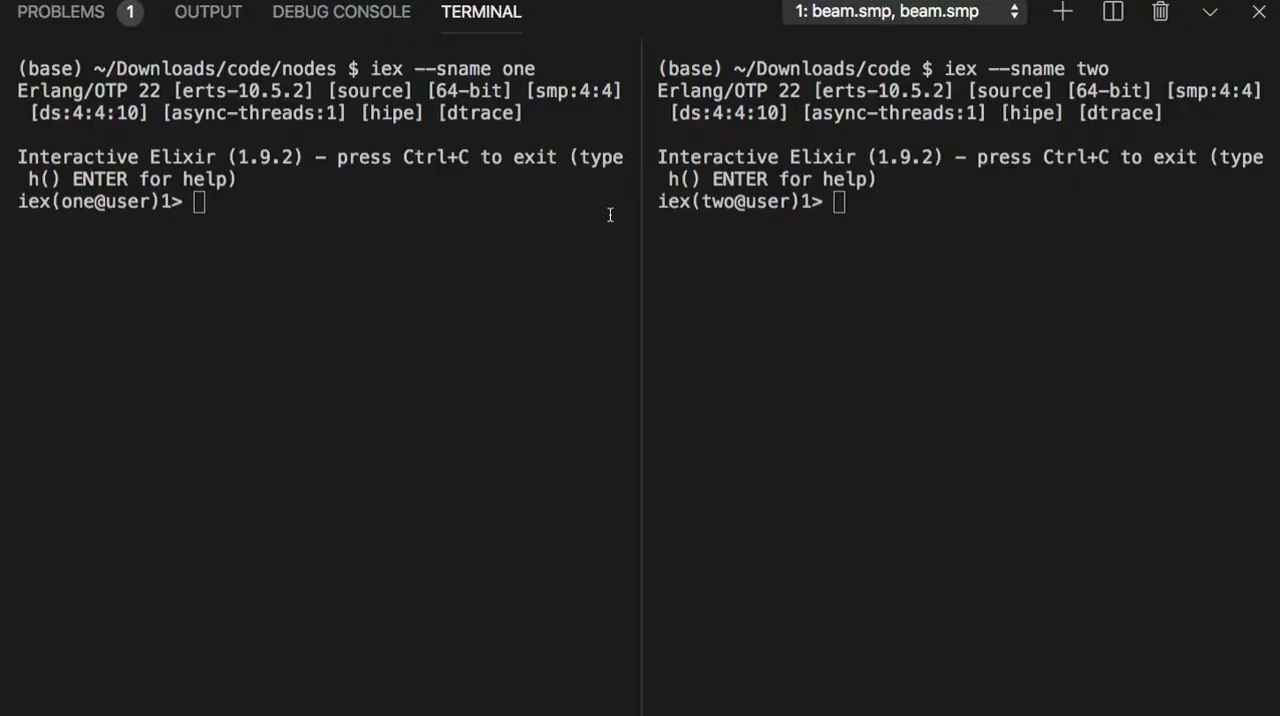 PROBLEMS 1 OUTPUT DEBUG CONSOLE TERMINAL 1: beam.smp, beam.smp
(base) ~/Downloads/code/nodes $ iex --sname one
Erlang/OTP 22 [erts-10.5.2] [source] [64-bit] [smp:4:4]
[ds:4:4:10] [async-threads:1] [hipe] [dtrace]
Interactive Elixir (1.9.2) - press Ctrl+C to exit (type
h() ENTER for help)
iex(one@user)1>
(base) ~/Downloads/code $ iex --sname two
Erlang/OTP 22 [erts-10.5.2] [source] [64-bit] [smp:4:4]
[ds:4:4:10] [async-threads:1] [hipe] [dtrace]
Interactive Elixir (1.9.2) - press Ctrl+C to exit (type
h() ENTER for help)
iex(two@user)1>